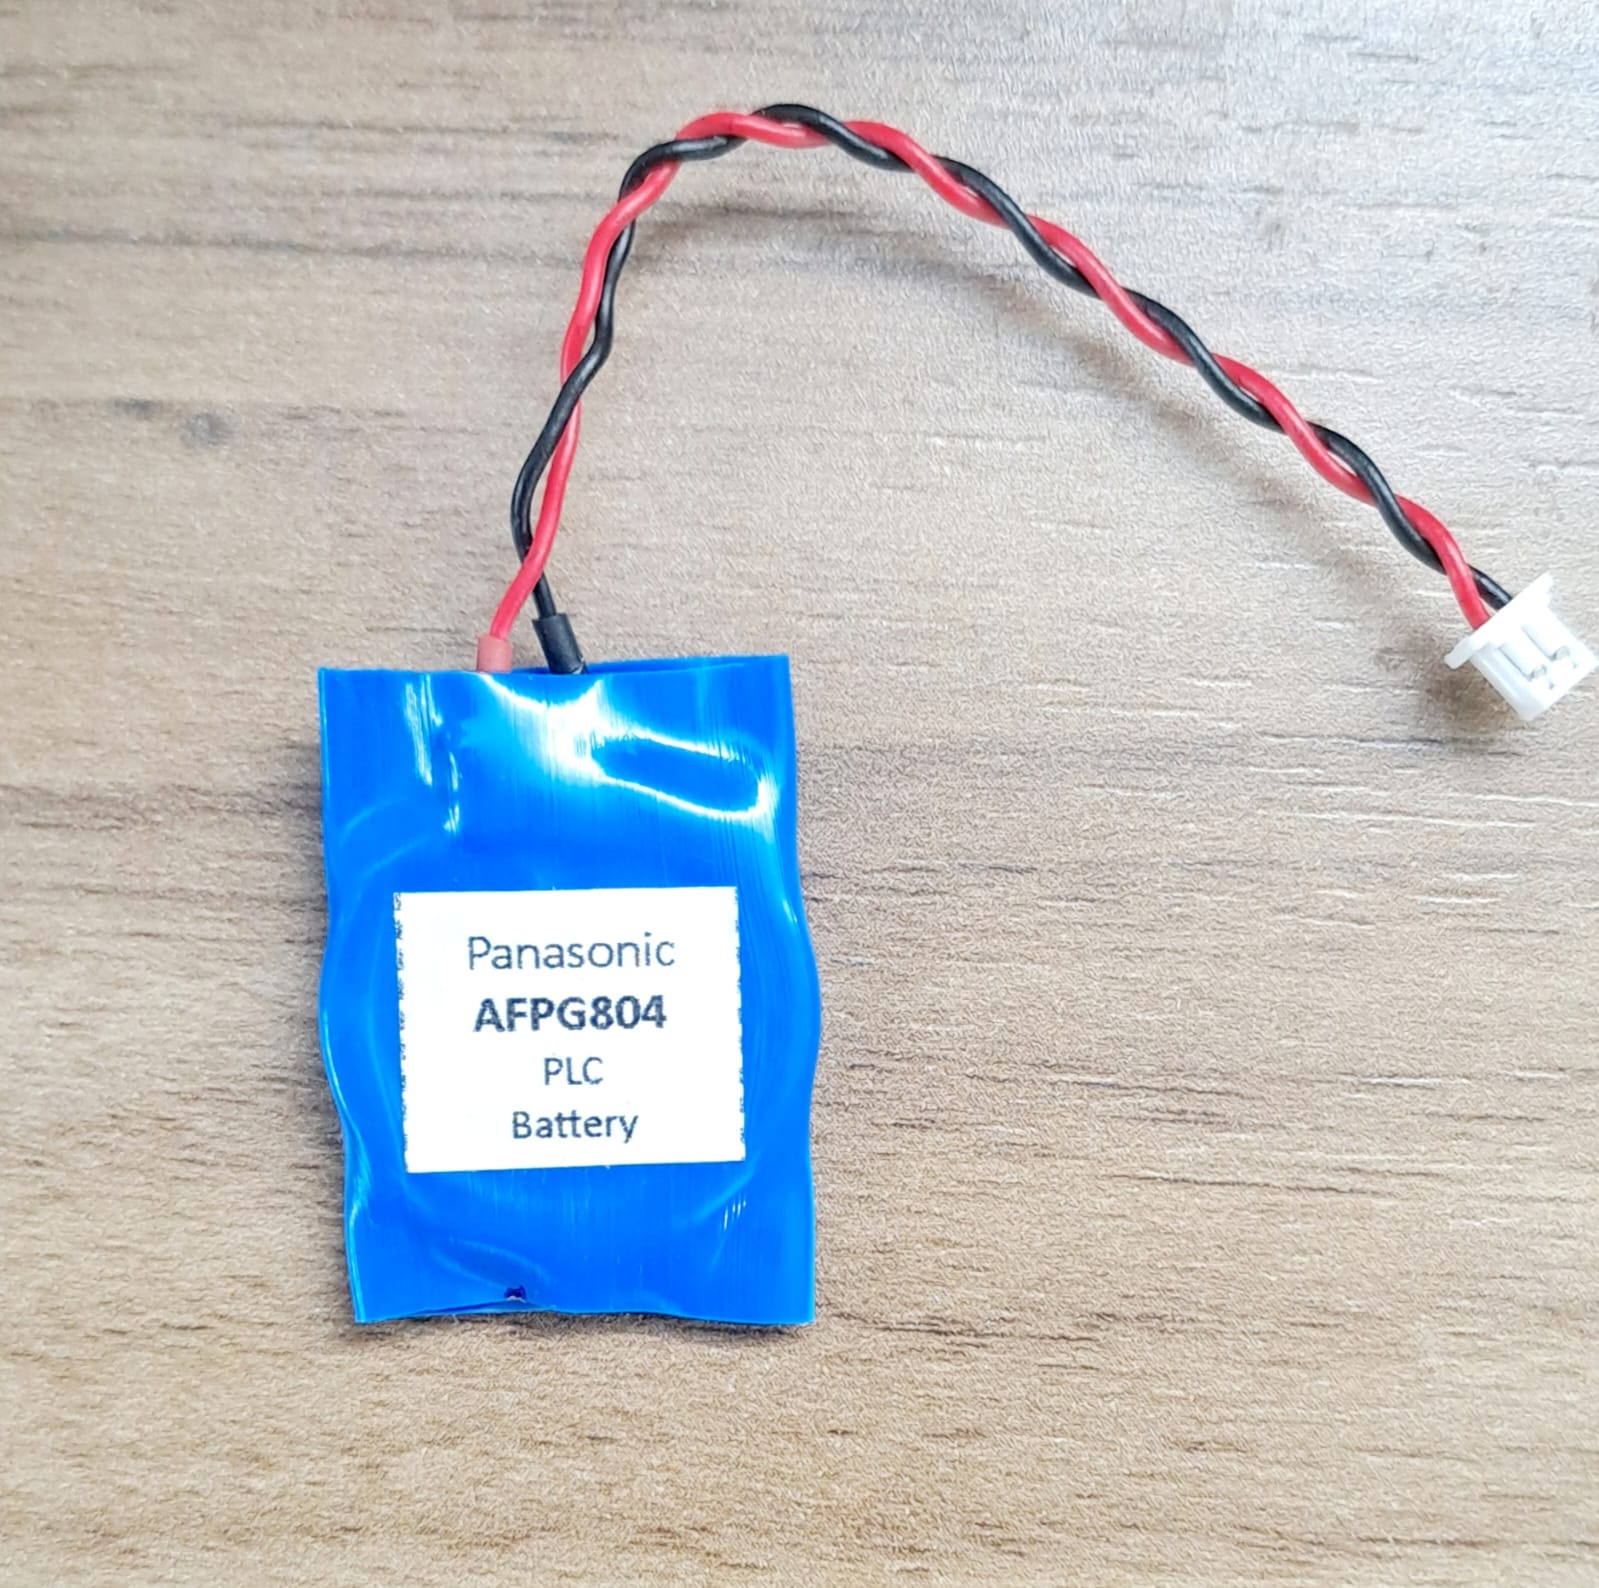 Panasonic
AFPG804
PLC
Battery